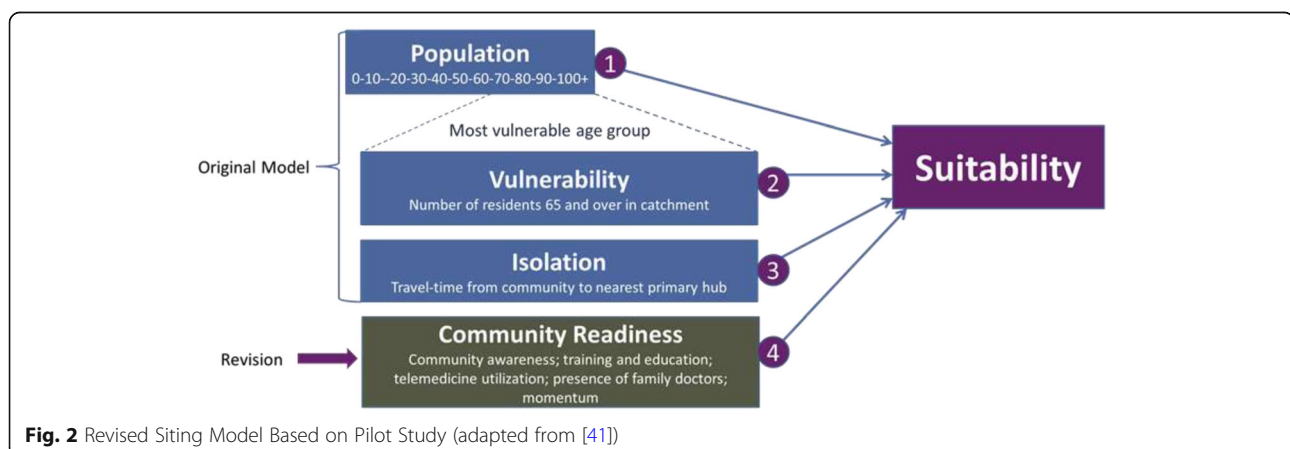 Population
0-10--20-30-40-50-60-70-80-90-100+
1
Most vulnerable age group
Original Model
Vulnerability
Number of residents 65 and over in catchment
2
Suitability
Isolation
Travel-time from community to nearest primary hub
3
Revision
Community Readiness
Community awareness; training and education;
telemedicine utilization; presence of family doctors;
momentum
4
Fig. 2 Revised Siting Model Based on Pilot Study (adapted from [41])